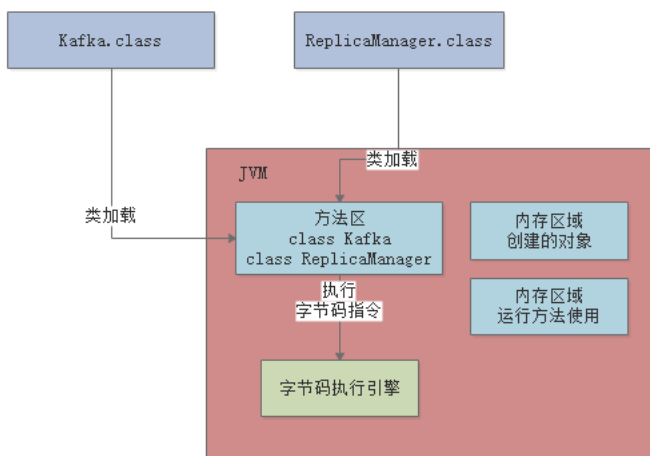 Kafka.class
ReplicaManager.class
类加载
JVM
类加载
方法区
class Kafka
class ReplicaManager
内存区域
创建的对象
执行
字节码指令
内存区域
运行方法使用
字节码执行引擎